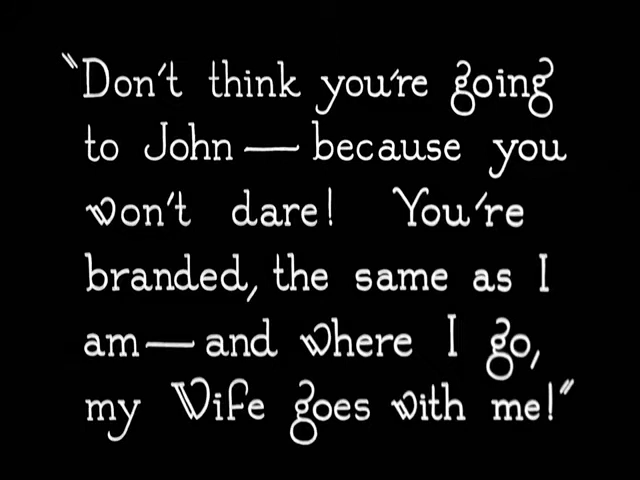 "Don't think you're going
to John — because you
won't dare! You're
branded, the same as I
am — and where I go,
my Wife goes with me!"